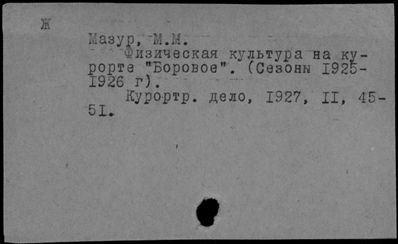 Ж
Мазур, М.М.
Физическая культура на ку-
рорте "Боровое". (Сезоны 1925-
1926 г).
Курортр. дело, 1927, II, 45-
51.